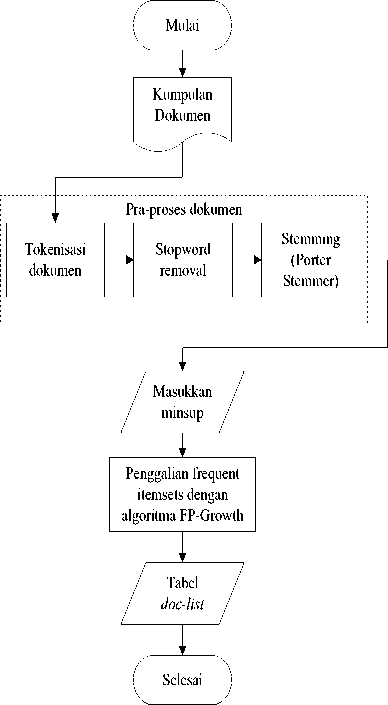 Mulai
Kumpulan
Dokumen
Pra-proses dokumen
Tokenisasi
dokumen
Stopword
removal
Stemming
(Porter
Stemmer)
Masukkan
minsup
Penggalian frequent
itemsets dengan
algoritma FP-Growth
Tabel
doc-list
Selesai